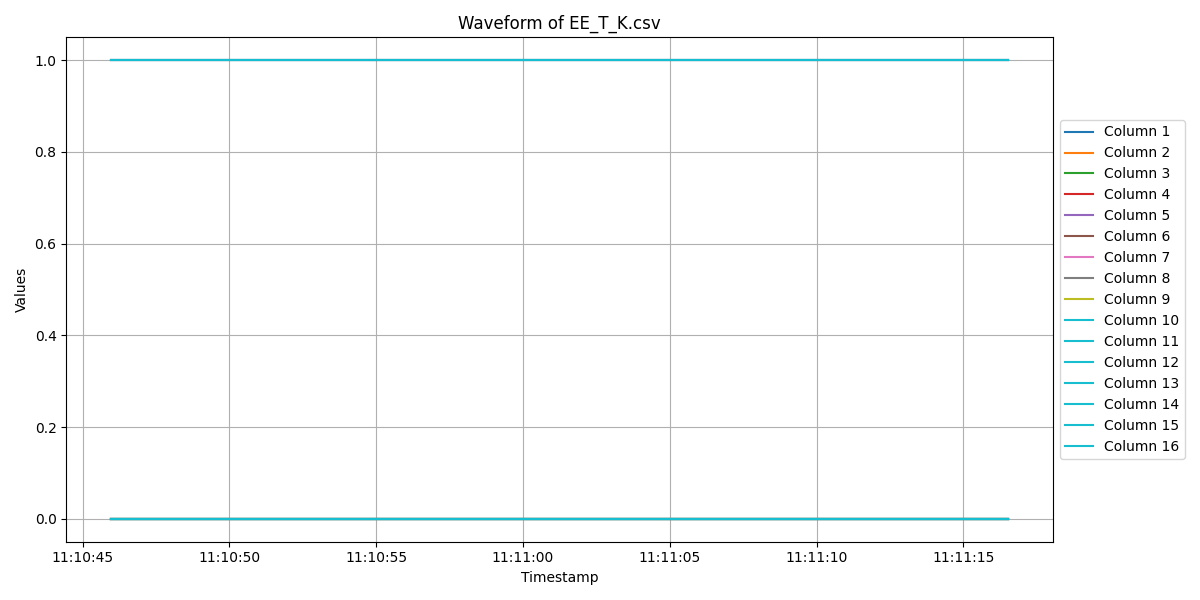 Waveform of EE_T_K.csv
1.0
0.8
0.6
0.4
0.2
0.0
Values
11:10:45
11:10:50
11:10:55
11:11:00
11:11:05
11:11:10
11:11:15
Timestamp
Column 1
Column 2
Column 3
Column 4
Column 5
Column 6
Column 7
Column 8
Column 9
Column 10
Column 11
Column 12
Column 13
Column 14
Column 15
Column 16